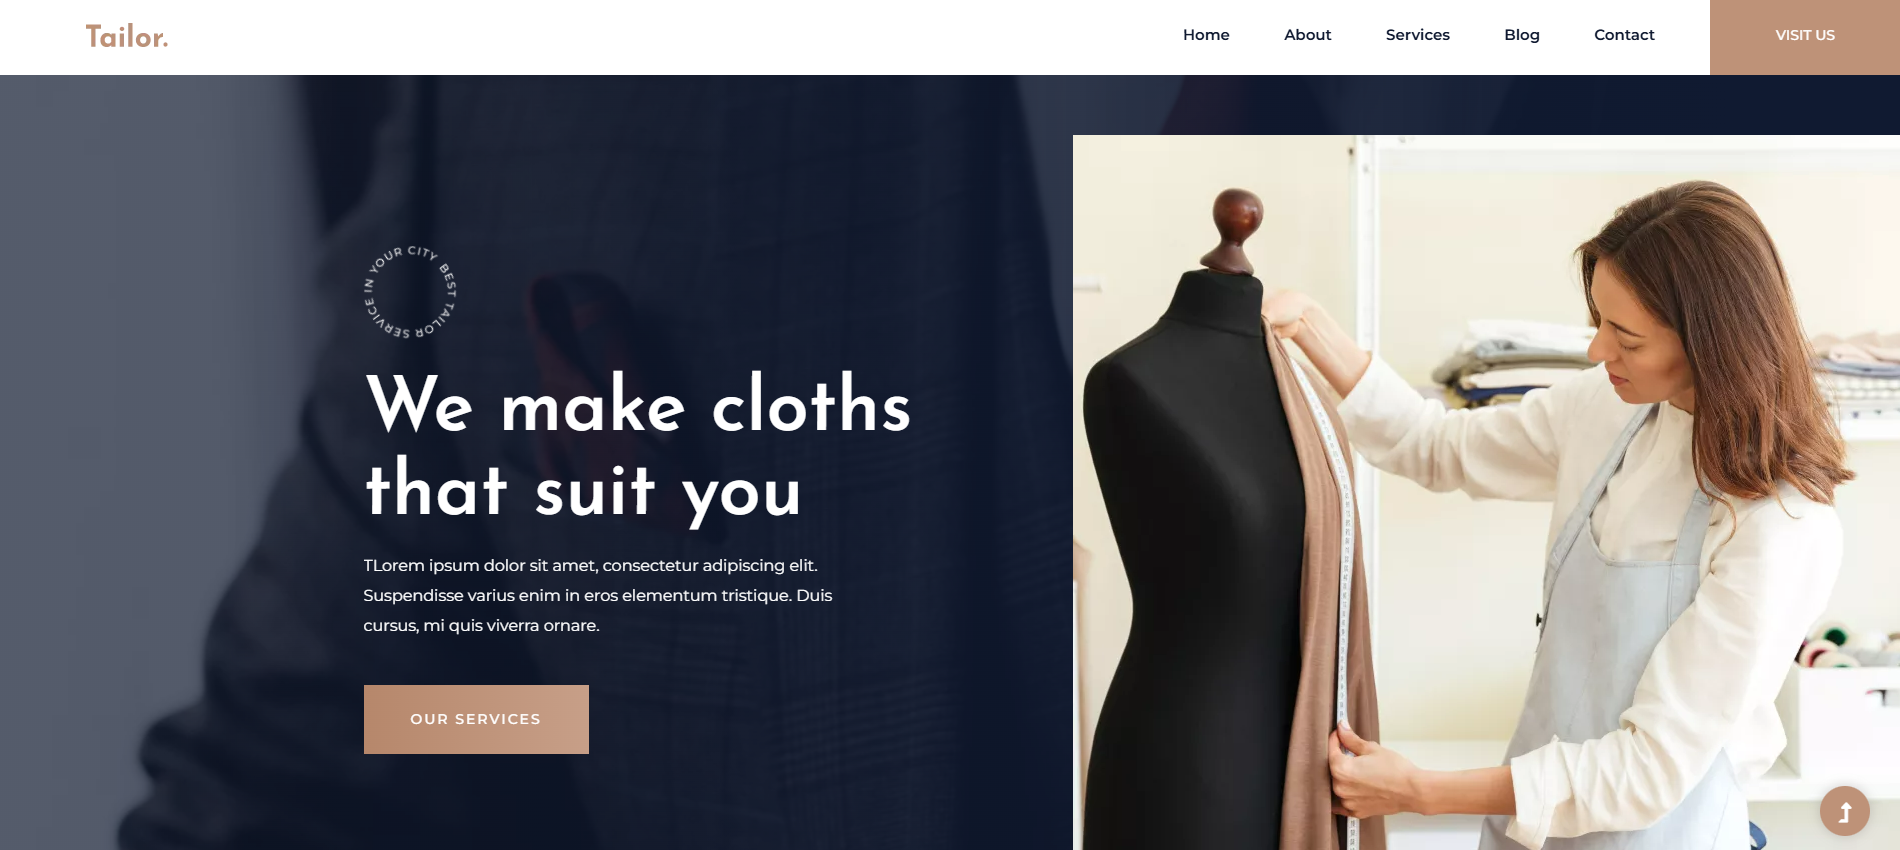 Tailor.
Home
About
Services
Blog
Contact
VISIT US
BEST TAILOR SERVICE IN YOUR CITY
We make cloths
that suit you
TLorem ipsum dolor sit amet, consectetur adipiscing elit.
Suspendisse varius enim in eros elementum tristique. Duis
cursus, mi quis viverra ornare.
OUR SERVICES